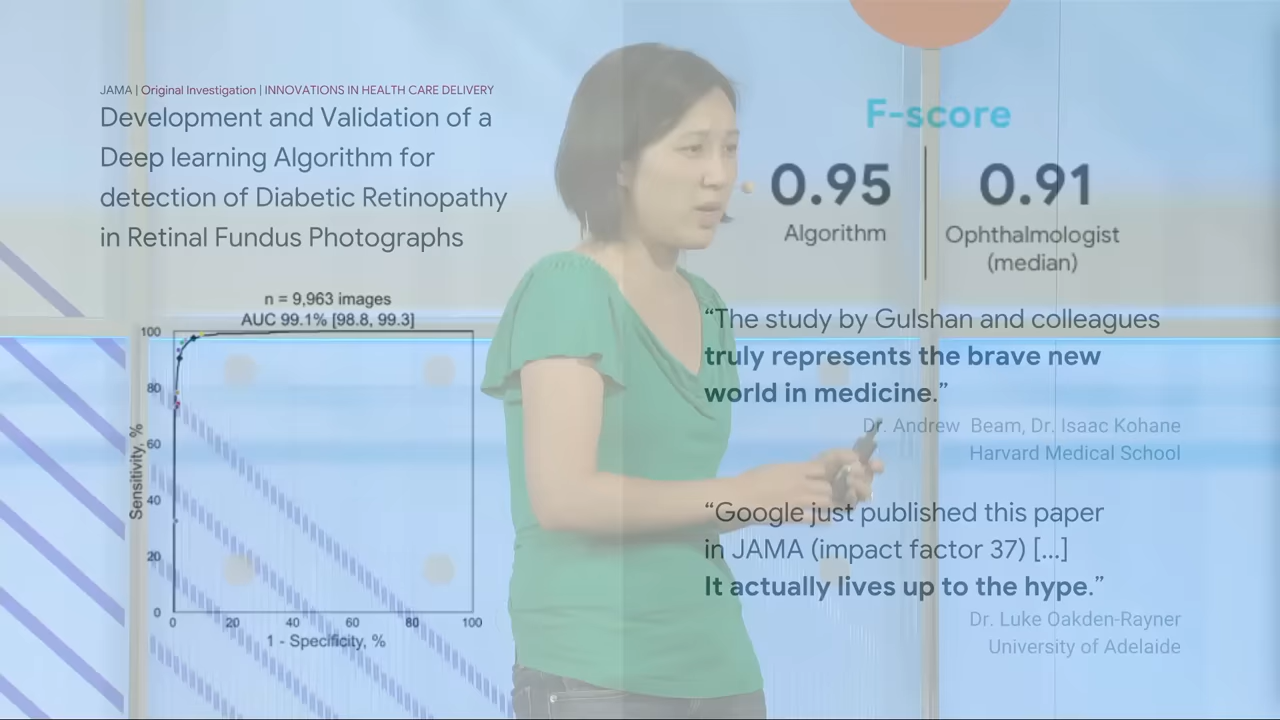 JAMA | Original Investigation | INNOVATIONS IN HEALTH CARE DELIVERY
Development and Validation of a
Deep learning Algorithm for
detection of Diabetic Retinopathy
in Retinal Fundus Photographs
n = 9,963 images
AUC 99.1% [98.8, 99.3]
100
80
60
40
20
0
Sensitivity, %
0 20 40 60 80 100
1 - Specificity, %
F-score
0.95 0.91
Algorithm Ophthalmologist
(median)
“The study by Gulshan and colleagues
truly represents the brave new
world in medicine.”
Dr. Andrew Beam, Dr. Isaac Kohane
Harvard Medical School
“Google just published this paper
in JAMA (impact factor 37) [...]
It actually lives up to the hype.”
Dr. Luke Oakden-Rayner
University of Adelaide